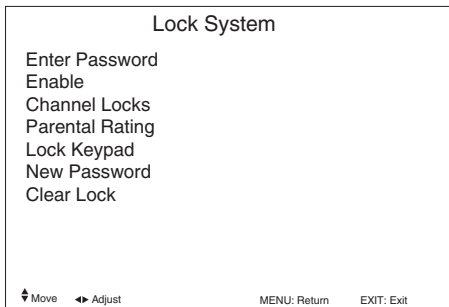 Lock System
Enter Password
Enable
Channel Locks
Parental Rating
Lock Keypad
New Password
Clear Lock
Move Adjust MENU: Return EXIT: Exit